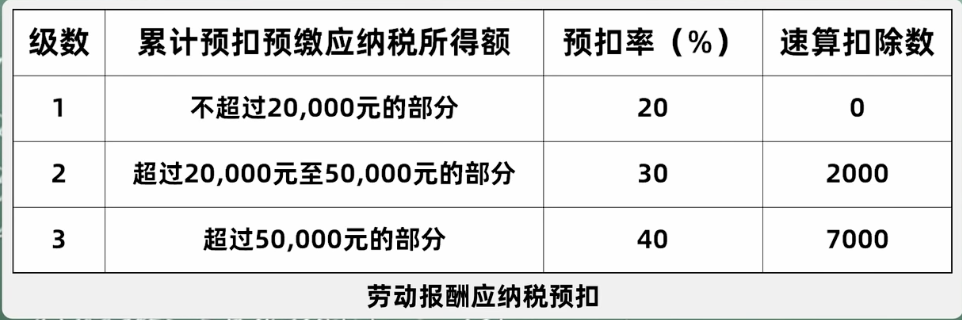 级数 累计预扣预缴应纳税所得额 预扣率（%） 速算扣除数
1 不超过20,000元的部分 20 0
2 超过20,000元至50,000元的部分 30 2000
3 超过50,000元的部分 40 7000
劳动报酬应纳税预扣